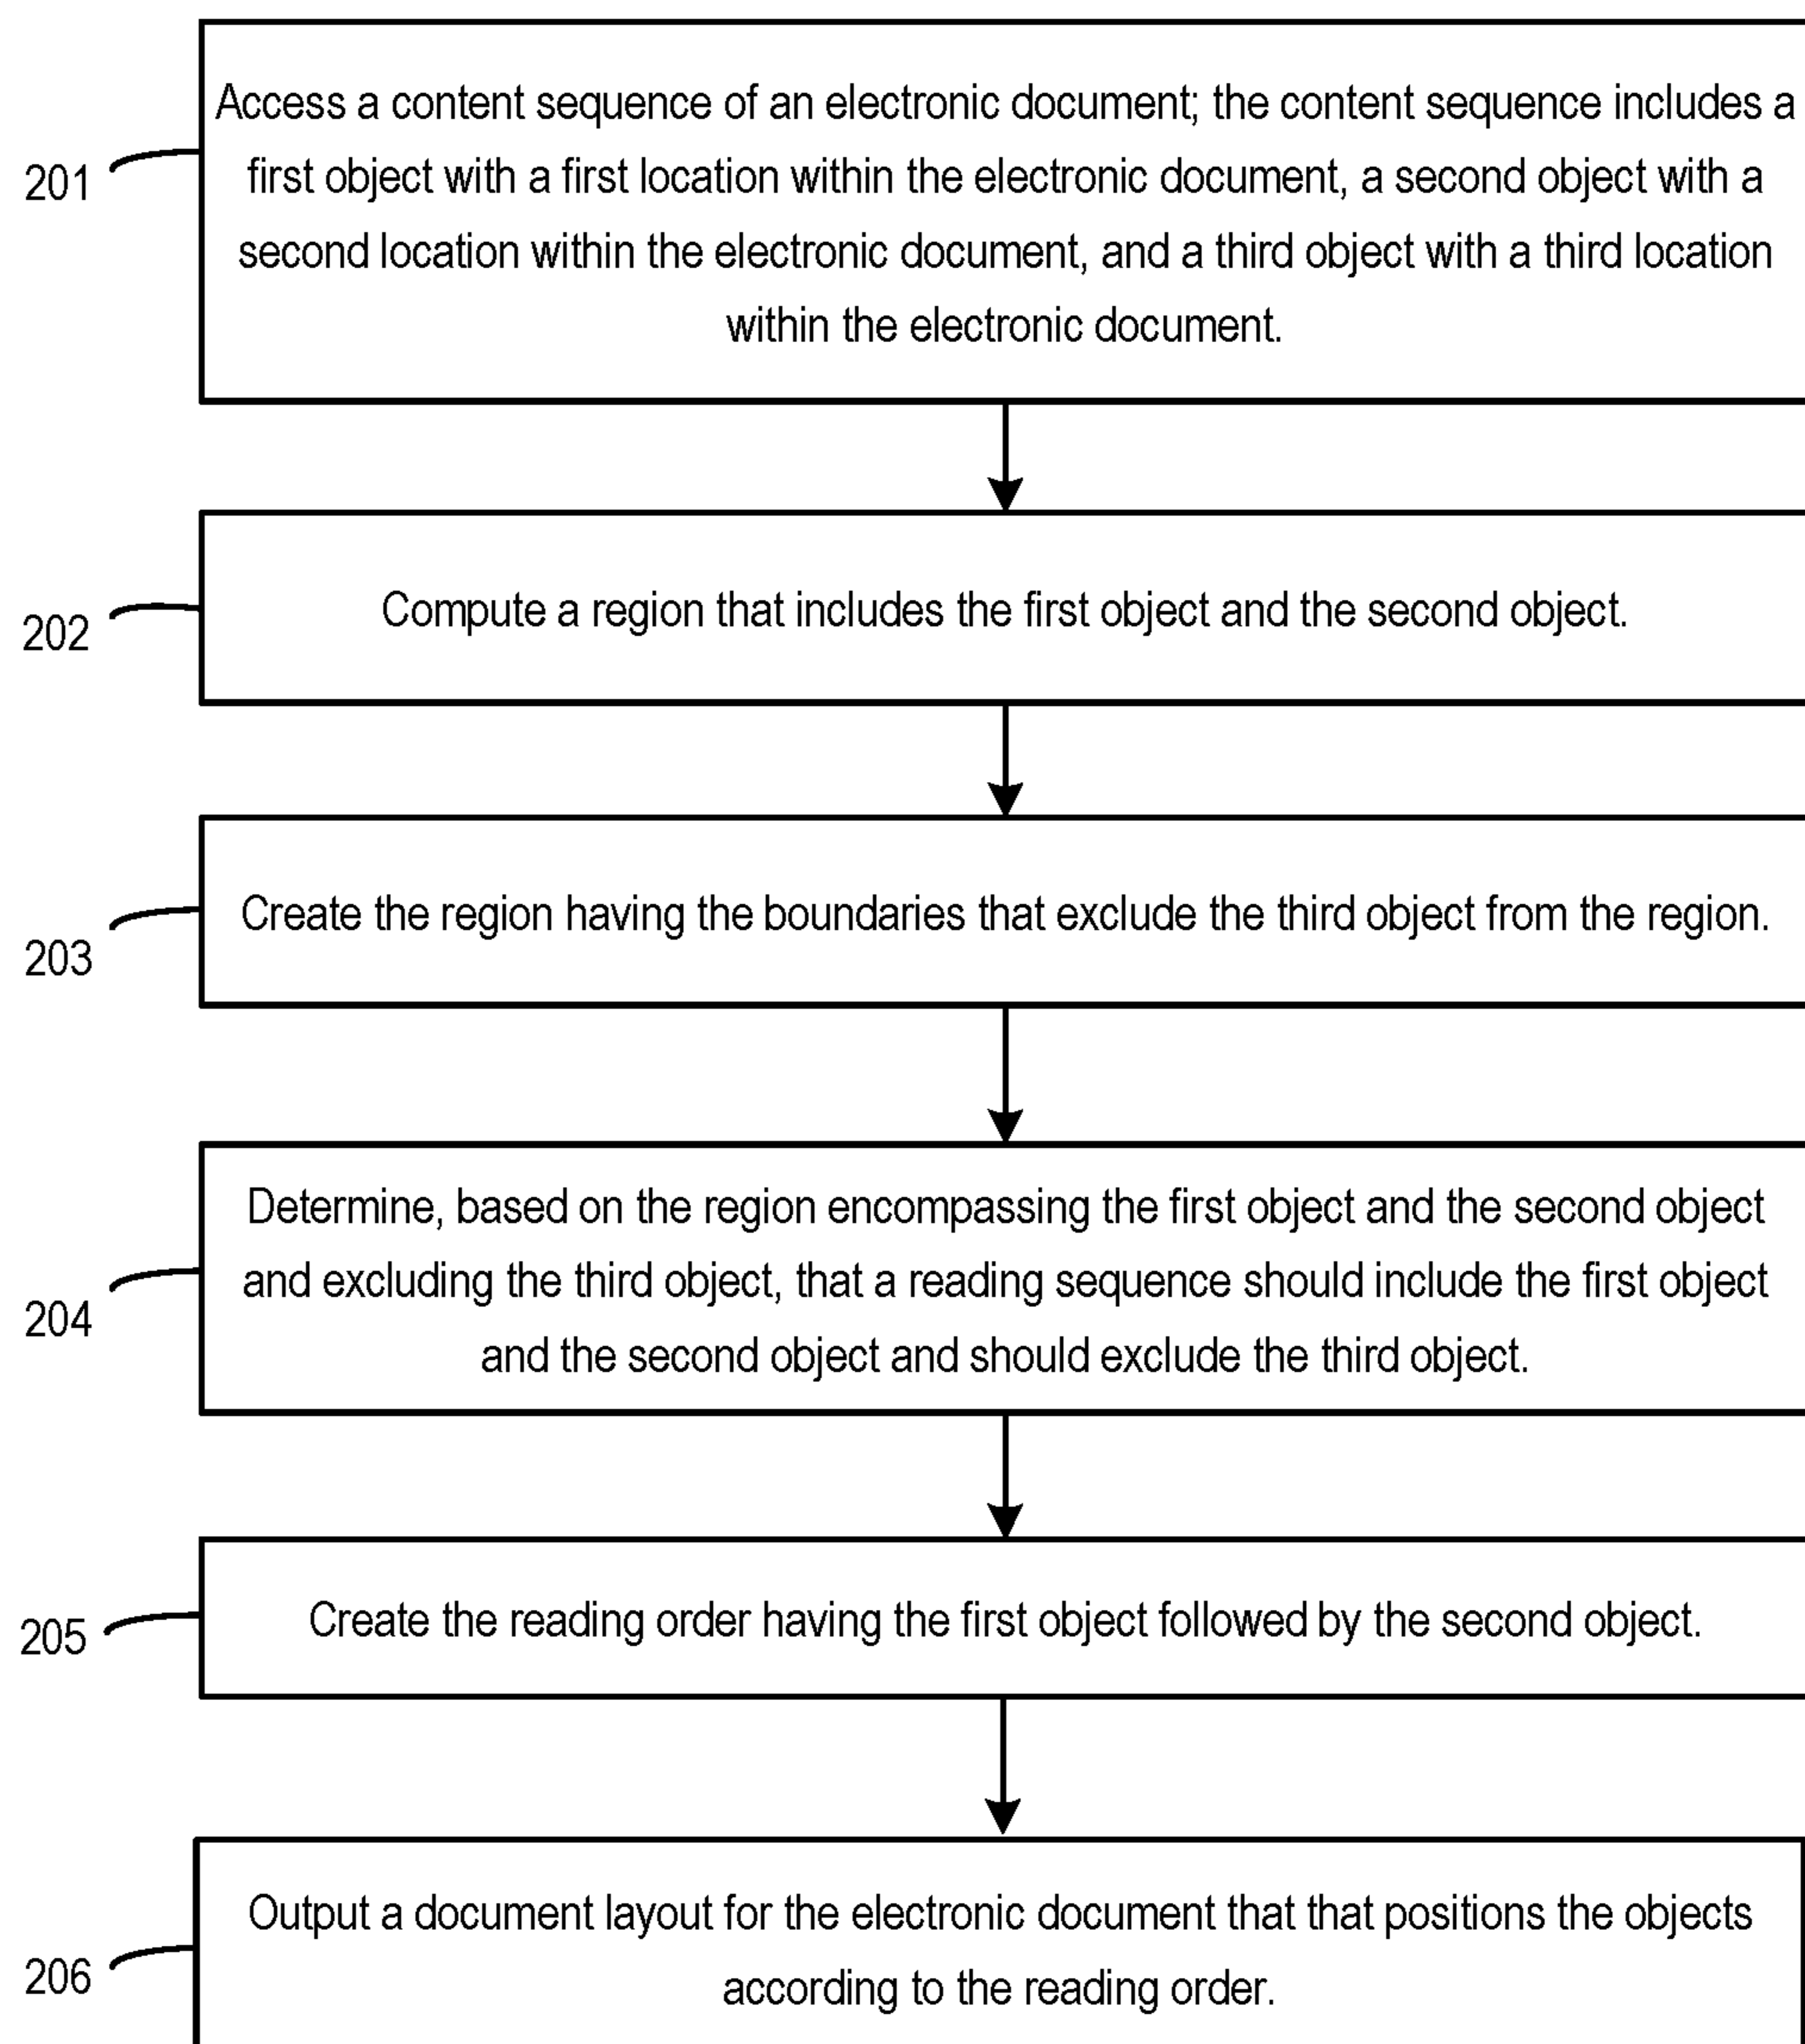 Access a content sequence of an electronic document; the content sequence includes a
first object with a first location within the electronic document, a second object with a
second location within the electronic document, and a third object with a third location
within the electronic document.
201
Compute a region that includes the first object and the second object.
202
Create the region having the boundaries that exclude the third object from the region.
203
Determine, based on the region encompassing the first object and the second object
and excluding the third object, that a reading sequence should include the first object
and the second object and should exclude the third object.
204
Create the reading order having the first object followed by the second object.
205
Output a document layout for the electronic document that that positions the objects
according to the reading order.
206